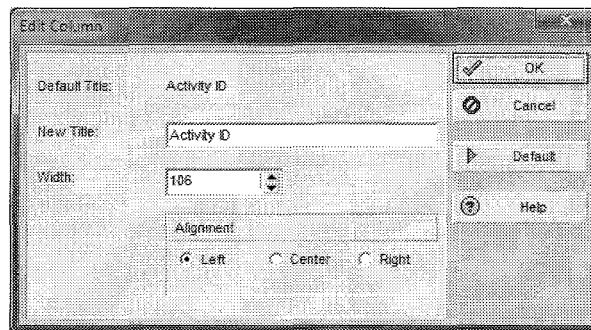 Edit Column
Default Title:
Activity ID
New Title:
Activity ID
Width:
106
Alignment
Left
Center
Right
OK
Cancel
Default
Help